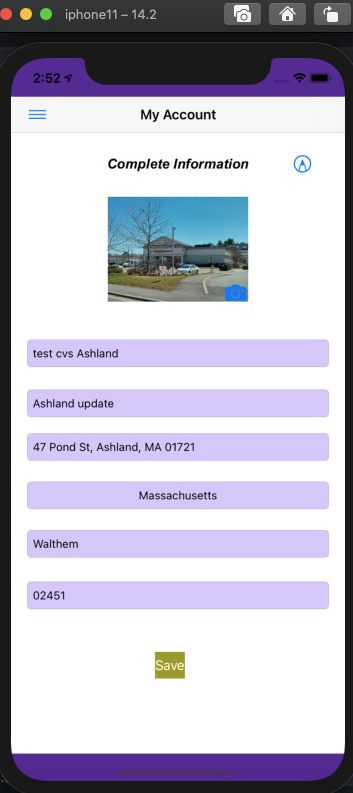 iphone11 – 14.2
2:52
My Account
Complete Information
test cvs Ashland
Ashland update
47 Pond St, Ashland, MA 01721
Massachusetts
Walthem
02451
Save